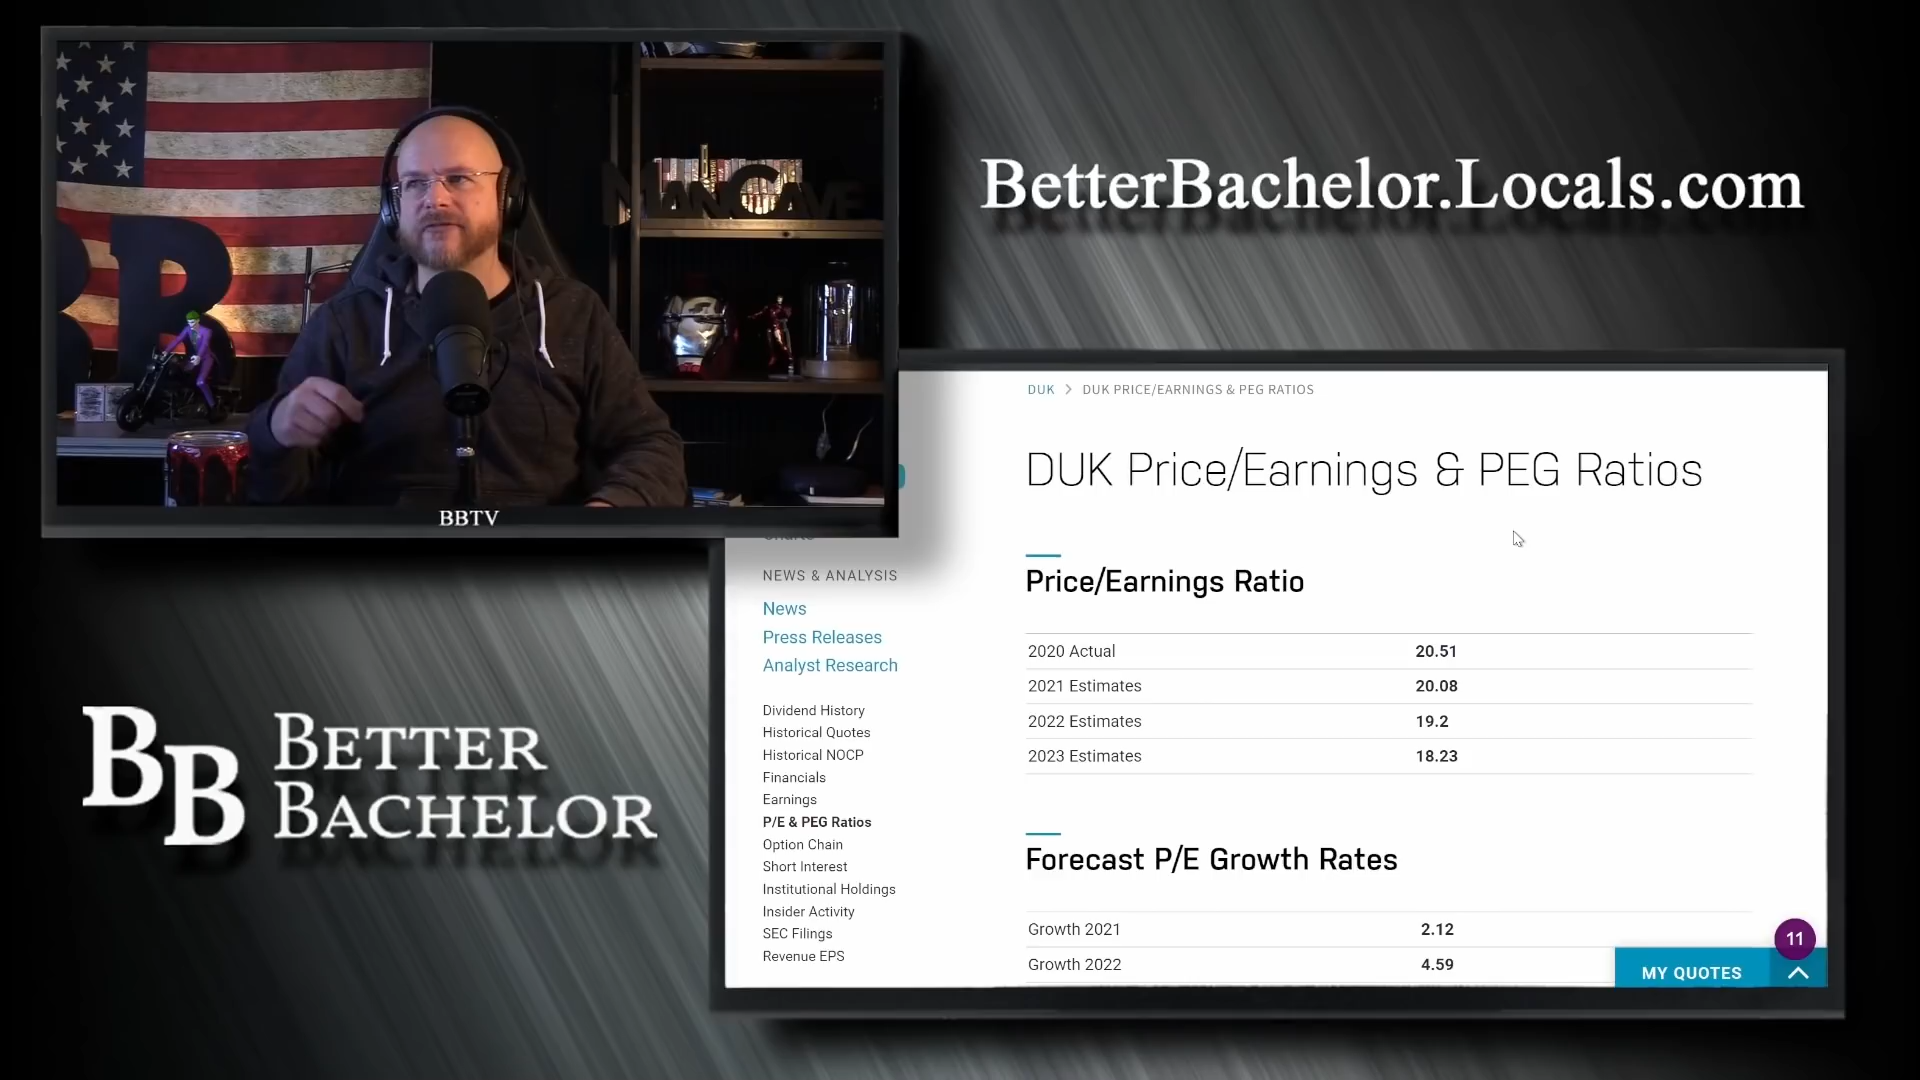 BetterBachelor.Locals.com
MANCAVE
BBTV
BB BETTER
BACHELOR
DUK > DUK PRICE/EARNINGS & PEG RATIOS
DUK Price/Earnings & PEG Ratios
Price/Earnings Ratio
2020 Actual 20.51
2021 Estimates 20.08
2022 Estimates 19.2
2023 Estimates 18.23
Forecast P/E Growth Rates
Growth 2021 2.12
Growth 2022 4.59
NEWS & ANALYSIS
News
Press Releases
Analyst Research
Dividend History
Historical Quotes
Historical NOCP
Financials
Earnings
P/E & PEG Ratios
Option Chain
Short Interest
Institutional Holdings
Insider Activity
SEC Filings
Revenue EPS
11
MY QUOTES